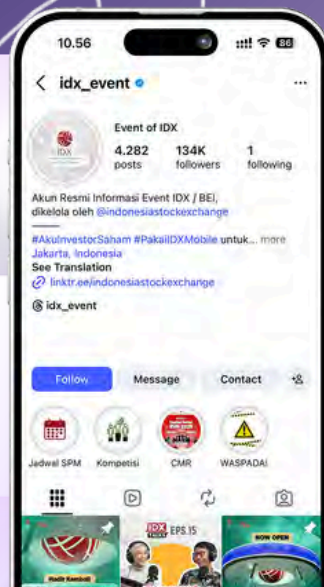 10.56
86
idx_event
IDX
Event of IDX
4.282 134K 1
posts followers following
Akun Resmi Informasi Event IDX / BEI,
dikelola oleh @indonesiastockexchange
#AkuInvestorSaham #PakaiIDXMobile untuk... more
Jakarta, Indonesia
See Translation
linktr.ee/indonesiastockexchange
idx_event
Follow Message Contact
Jadwal SPM Kompetisi CMR WASPADA!
IDX EPS.15
NOW OPEN
Hadir Kembali